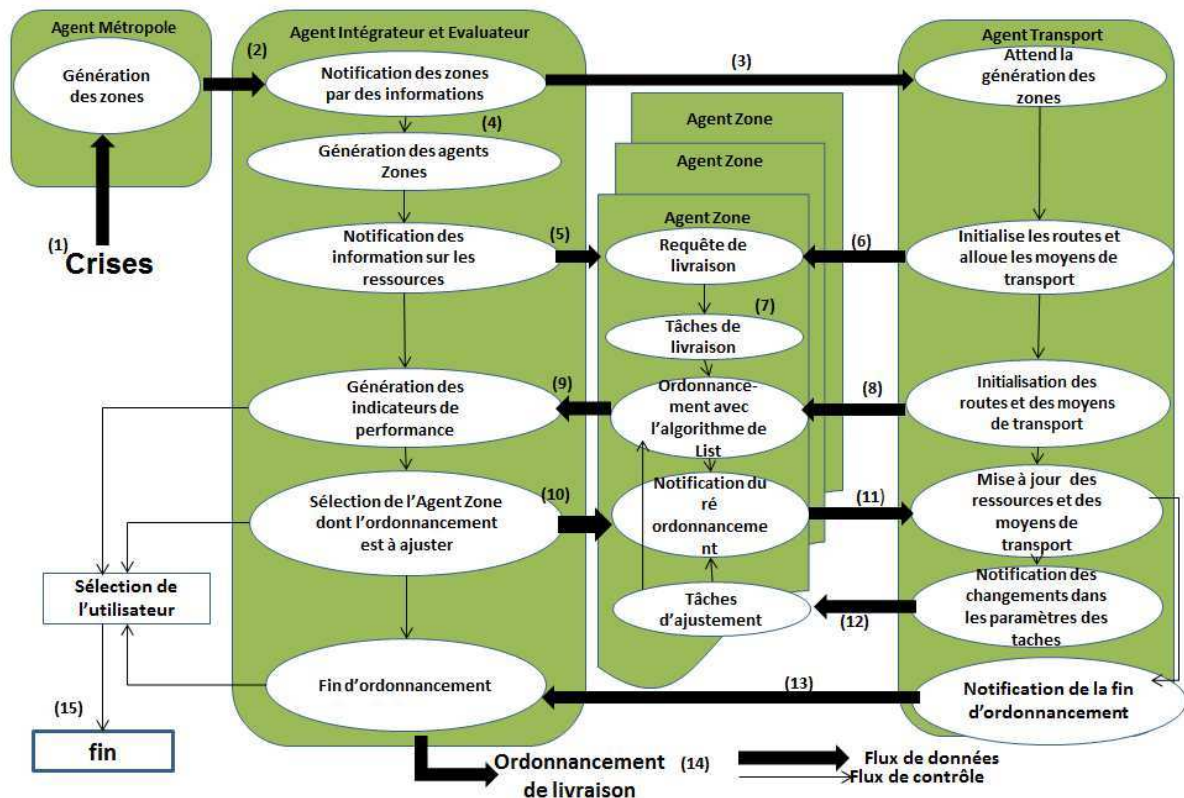 Agent Métropole
Génération
des zones
(1)
Crises
(2)
Agent Intégrateur et Evaluateur
Notification des zones
par des informations
(3)
(4)
Génération des agents
Zones
Notification des
information sur les
ressources
(5)
Génération des
indicateurs de
performance
(9)
Sélection de l'Agent Zone
dont l'ordonnancement
est à ajuster
(10)
Fin d'ordonnancement
Agent Zone
Agent Zone
Agent Zone
Requête de
livraison
(6)
(7)
Tâches de
livraison
Ordonnance-
ment avec
l'algorithme de
List
(8)
Notification du
ré
ordonnanceme
nt
(11)
Tâches
d'ajustement
(12)
(13)
Agent Transport
Attend la
génération des
zones
Initialise les routes et
alloue les moyens de
transport
Initialisation des
routes et des moyens
de transport
Mise à jour des
ressources et des
moyens de
transport
Notification des
changements dans
les paramètres des
taches
Notification de la fin
d'ordonnancement
Sélection de
l'utilisateur
(15)
fin
Ordonnancement
de livraison
(14)
Flux de données
Flux de contrôle